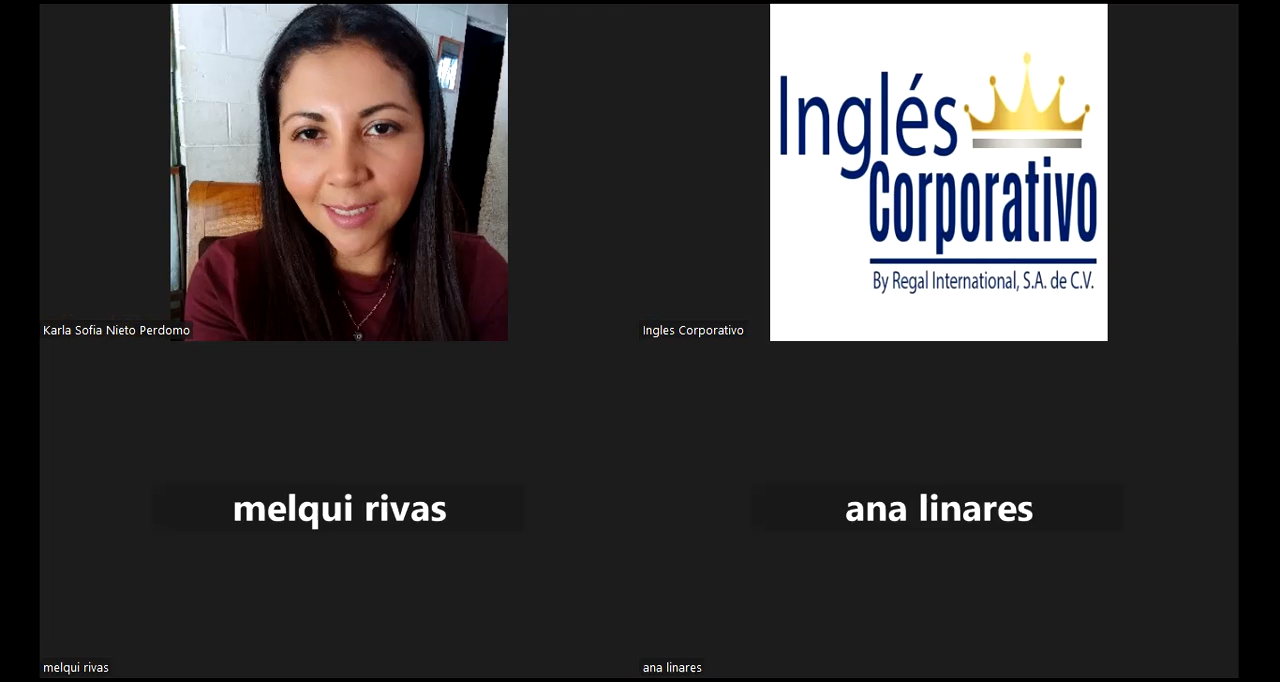 Karla Sofia Nieto Perdomo
Inglés
Corporativo
By Regal International, S.A. de C.V.
Ingles Corporativo
melqui rivas
ana linares
melqui rivas
ana linares